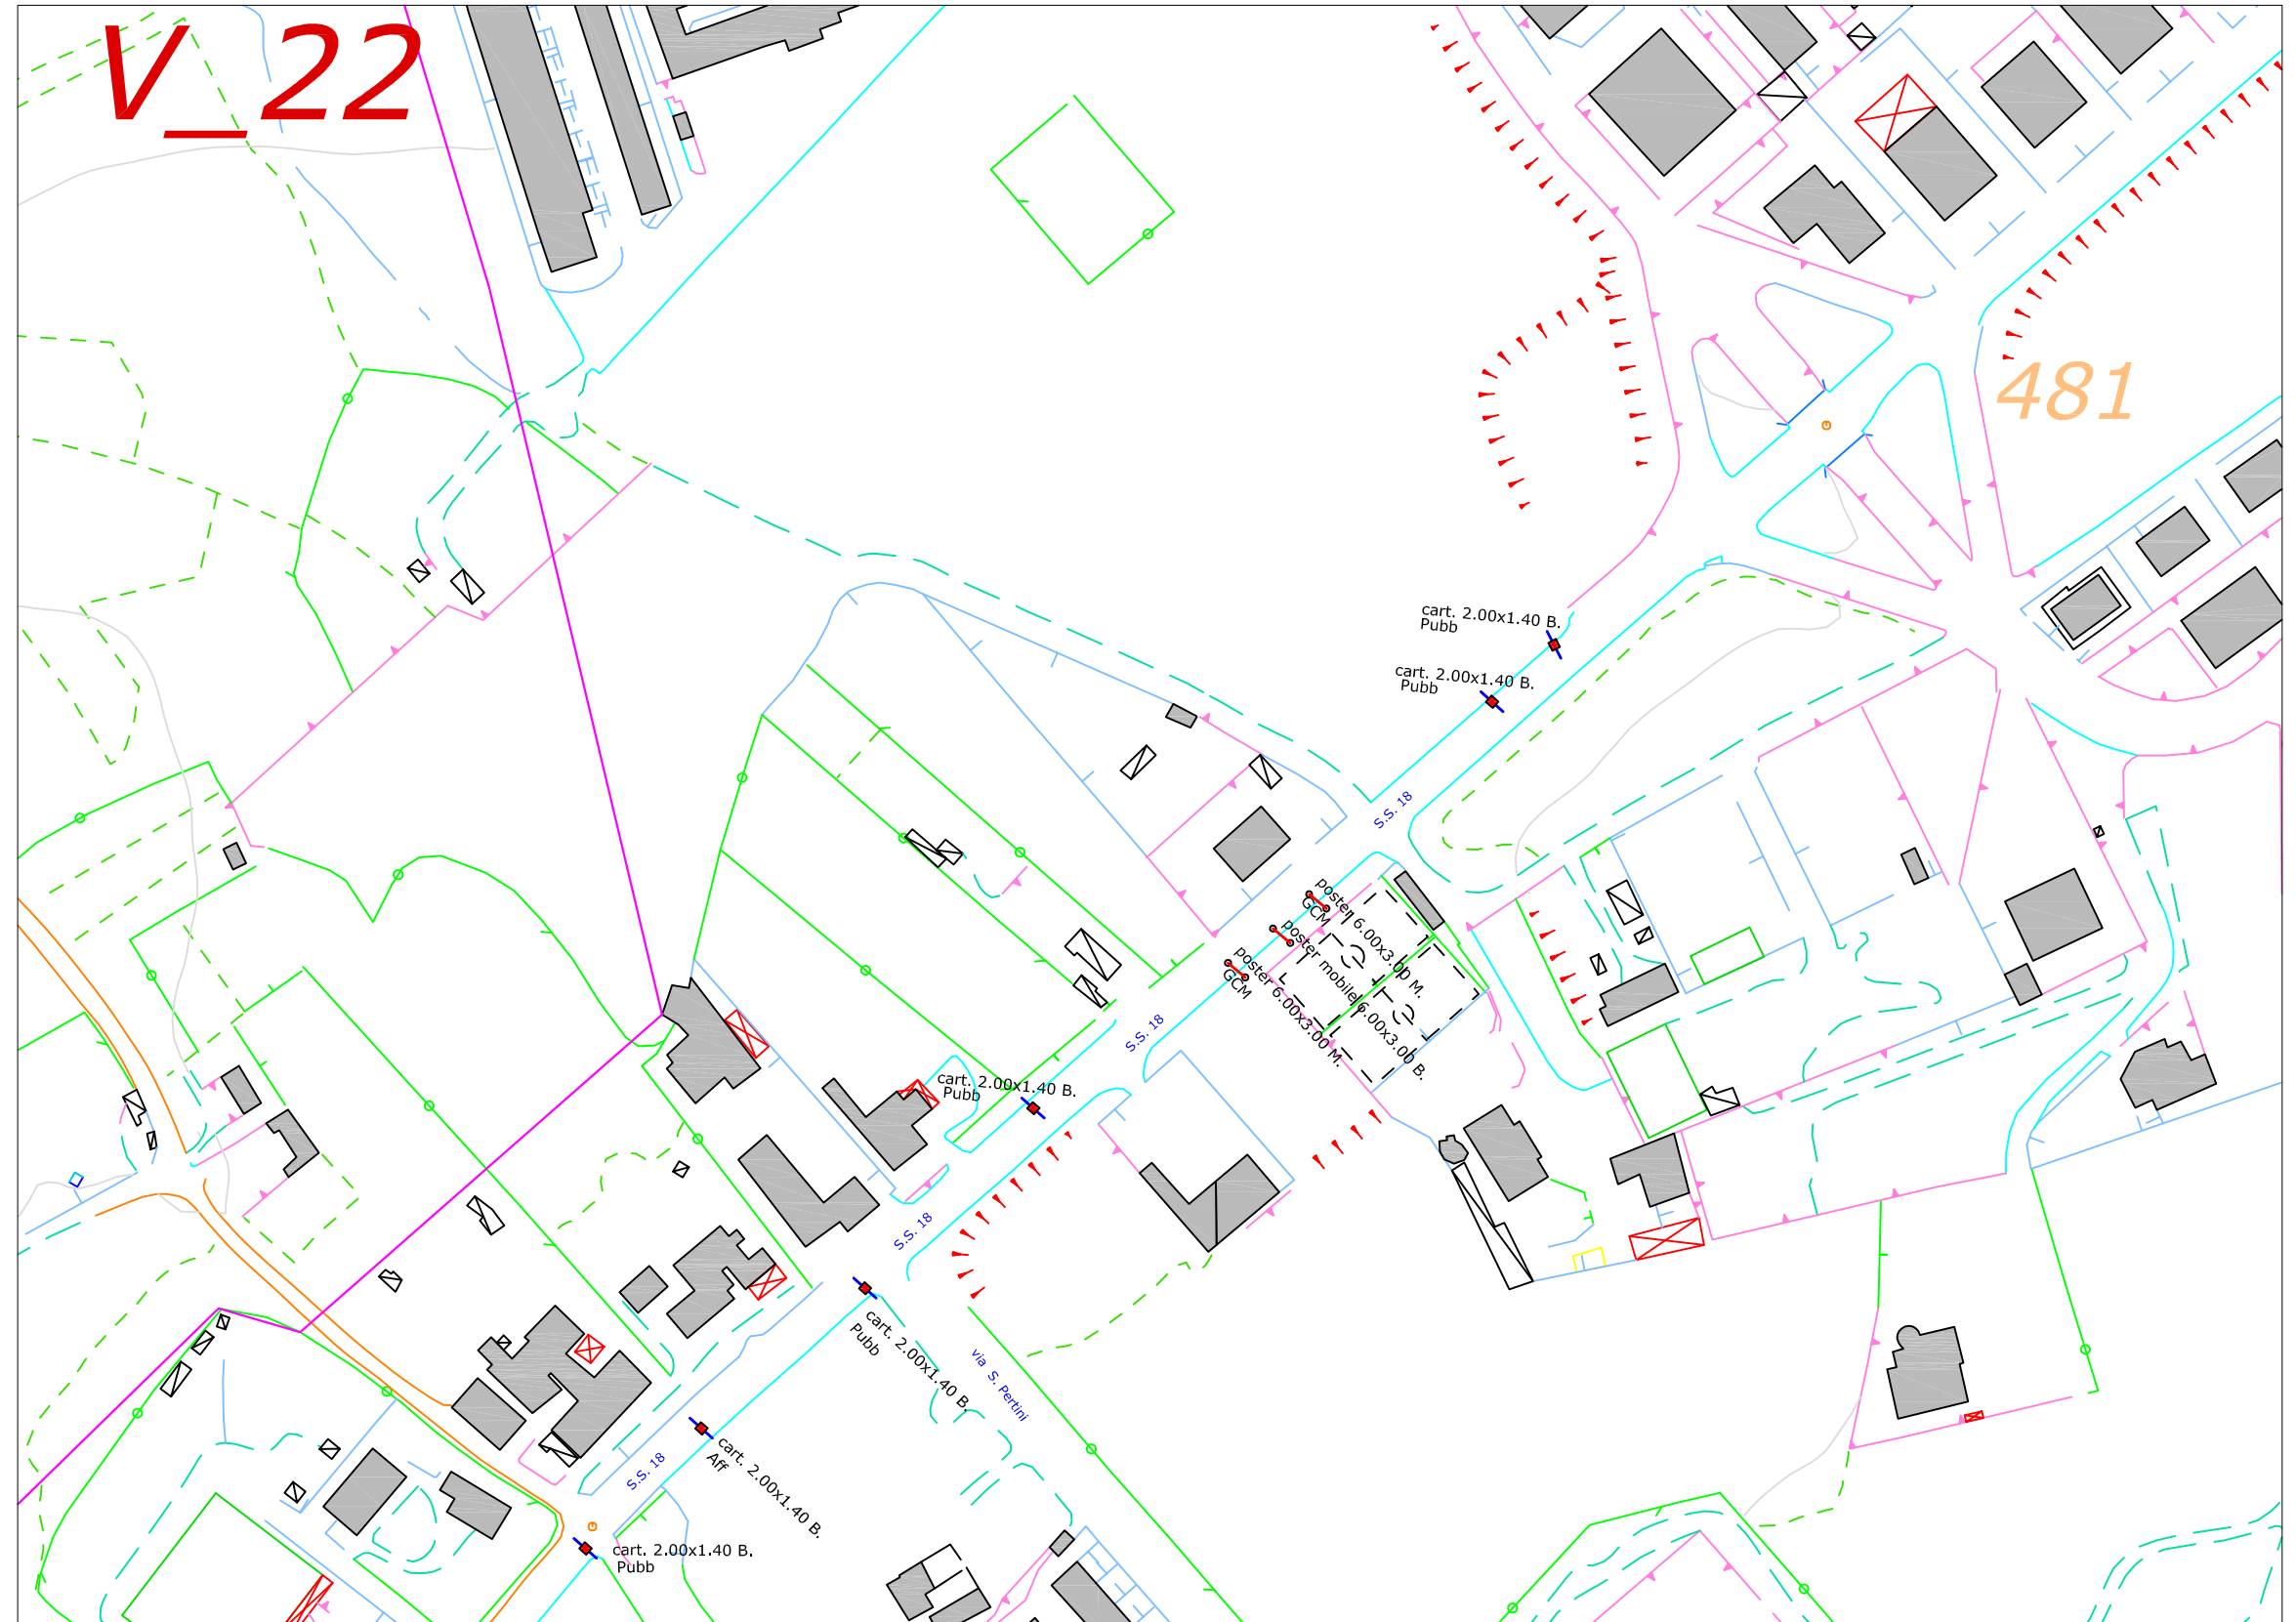 V_22
481
cart. 2.00x1.40 B.
Pubb
cart. 2.00x1.40 B.
Pubb
S.S. 18
poster 6.00x3.00 M.
GCM
poster mobile 6.00x3.00 B.
poster 6.00x3.00 M.
GCM
S.S. 18
cart. 2.00x1.40 B.
Pubb
S.S. 18
cart. 2.00x1.40 B.
Pubb
via S. Pertini
cart. 2.00x1.40 B.
Aff
S.S. 18
cart. 2.00x1.40 B.
Pubb